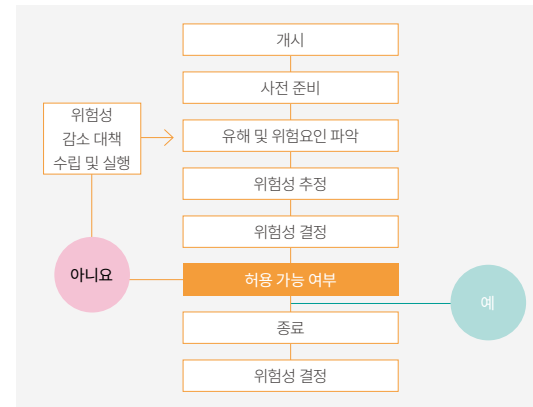 개시
사전 준비
위험성
감소 대책
수립 및 실행
유해 및 위험요인 파악
위험성 추정
위험성 결정
아니요
허용 가능 여부
예
종료
위험성 결정